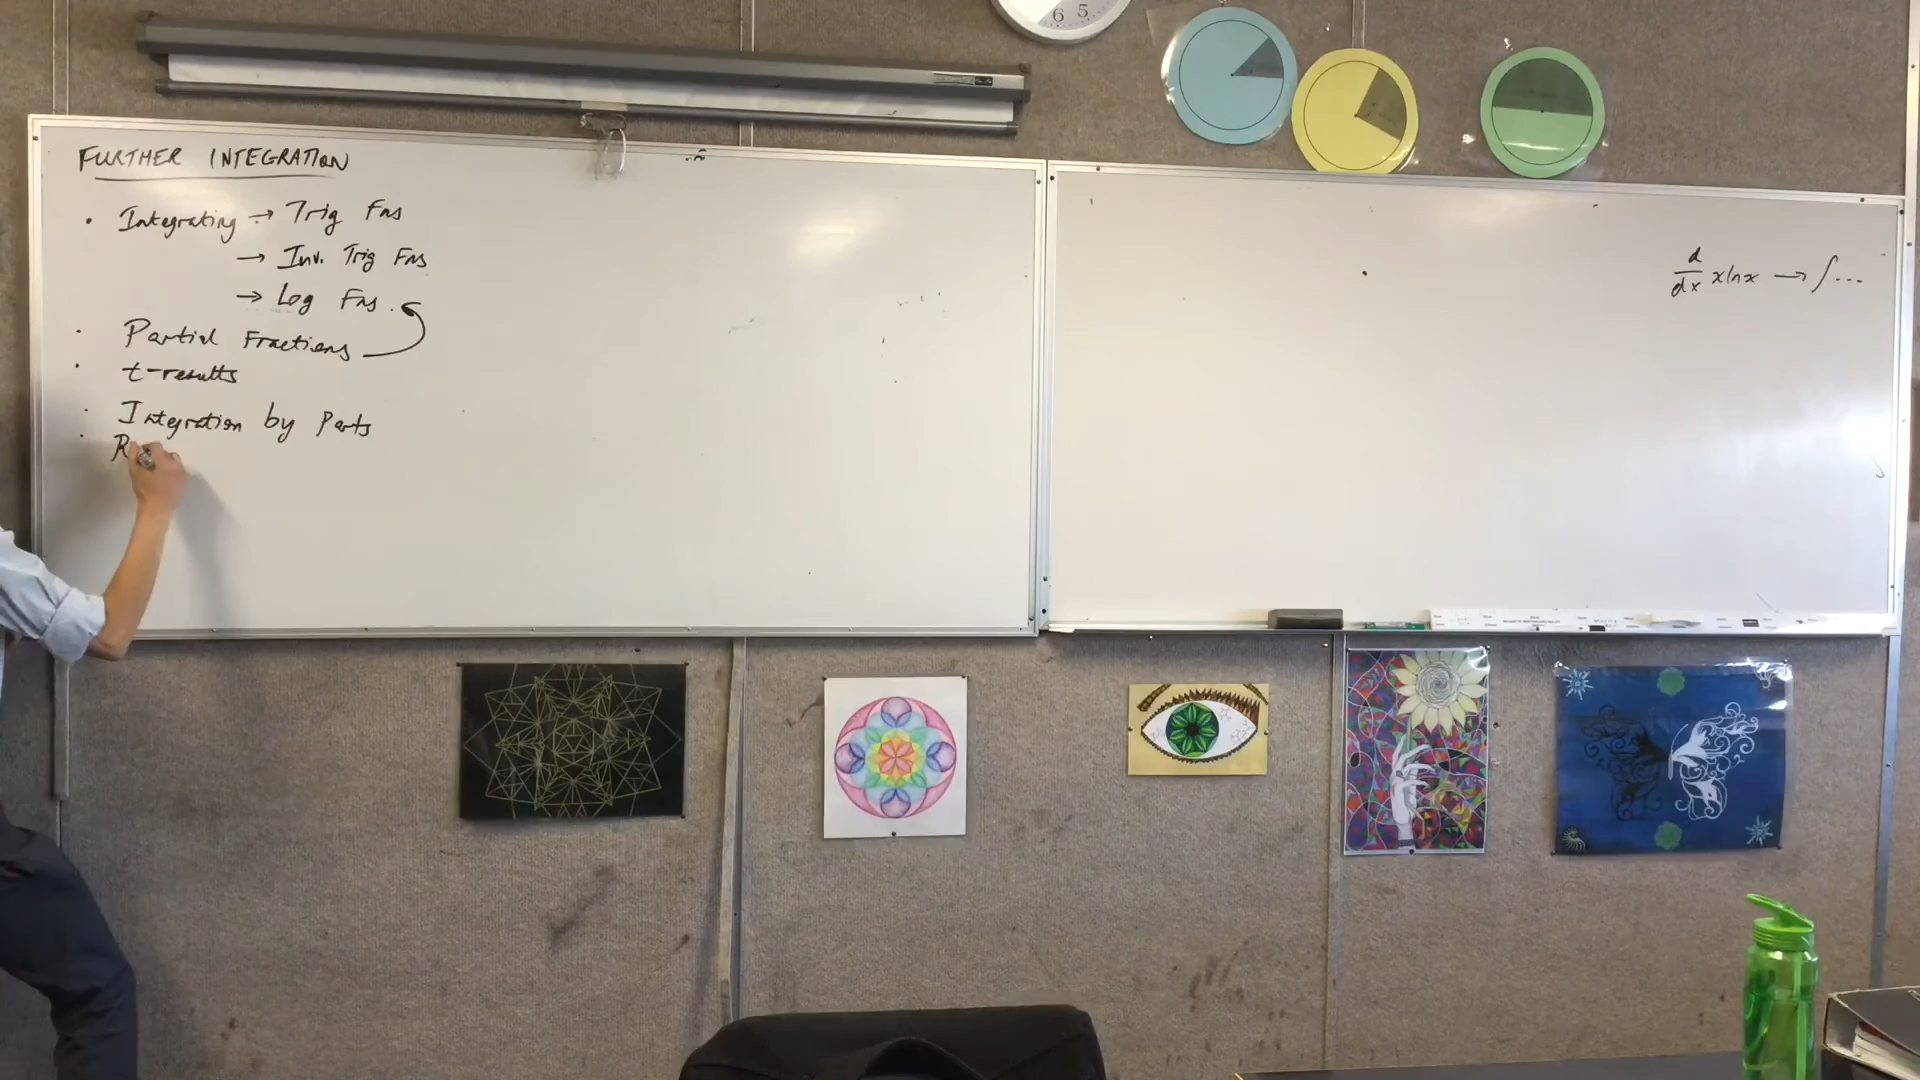 6 5
FURTHER INTEGRATION
• Integrating → Trig Fns
→ Inv. Trig Fns
→ Log Fns.
• Partial Fractions
• t-results
• Integration by Parts
• R
d/dx x ln x → ∫ ...